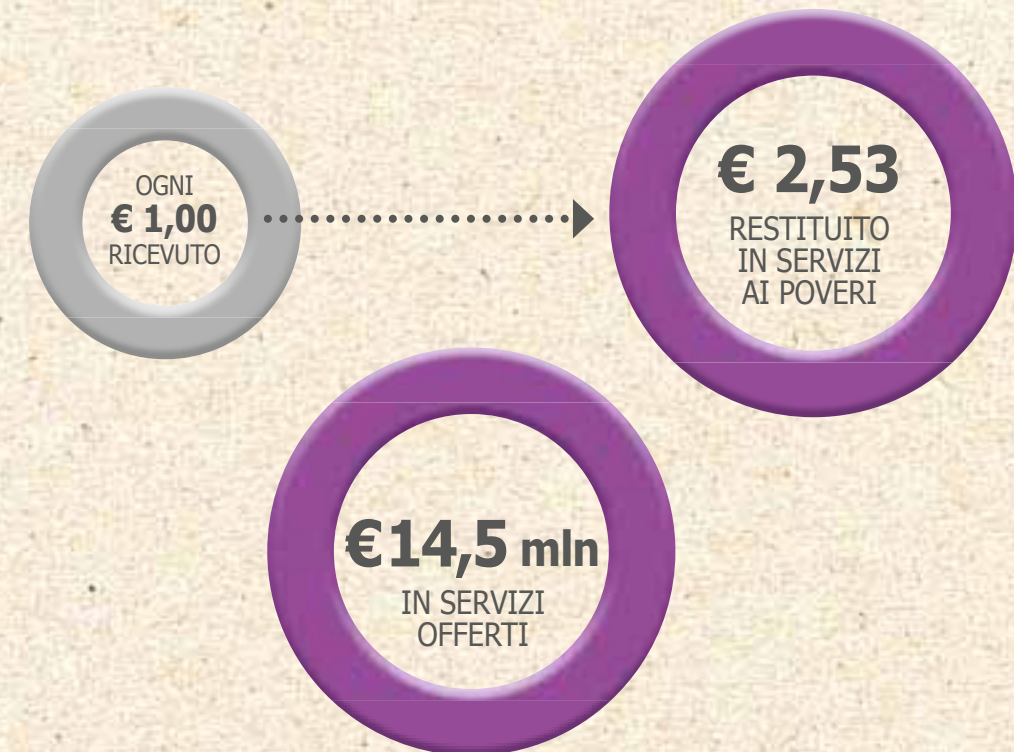 OGNI
€ 1,00
RICEVUTO
€ 2,53
RESTITUITO
IN SERVIZI
AI POVERI
€14,5 mln
IN SERVIZI
OFFERTI